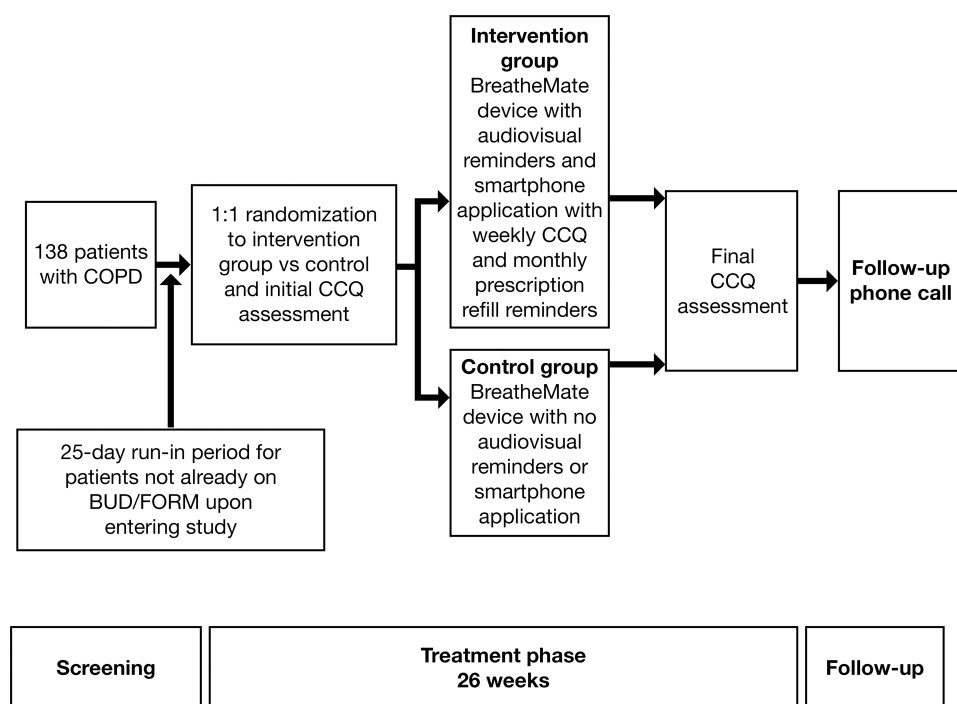 138 patients
with COPD
25-day run-in period for
patients not already on
BUD/FORM upon
entering study
1:1 randomization
to intervention
group vs control
and initial CCQ
assessment
Intervention
group
BreatheMate
device with
audiovisual
reminders and
smartphone
application with
weekly CCQ
and monthly
prescription
refill reminders
Control group
BreatheMate
device with no
audiovisual
reminders or
smartphone
application
Final
CCQ
assessment
Follow-up
phone call
Screening
Treatment phase
26 weeks
Follow-up